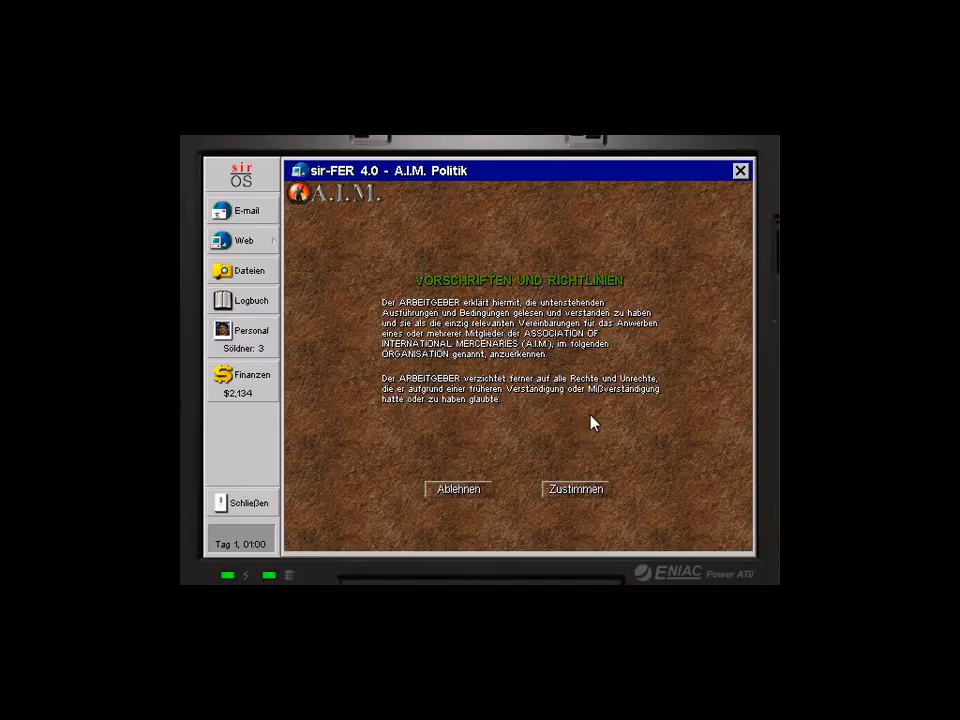 sir
OS
sir-FER 4.0 - A.I.M. Politik
A.I.M.
E-mail
Web
Dateien
Logbuch
Personal
Söldner: 3
Finanzen
$2,134
Schließen
Tag 1, 01:00
VORSCHRIFTEN UND RICHTLINIEN
Der ARBEITGEBER erklärt hiermit, die untenstehenden
Ausführungen und Bedingungen gelesen und verstanden zu haben
und sie als die einzig relevanten Vereinbarungen für das Anwerben
eines oder mehrerer Mitglieder der ASSOCIATION OF
INTERNATIONAL MERCENARIES (A.I.M.), im folgenden
ORGANISATION genannt, anzuerkennen.
Der ARBEITGEBER verzichtet ferner auf alle Rechte und Unrechte,
die er aufgrund einer früheren Verständigung oder Mißverständigung
hatte oder zu haben glaubte.
Ablehnen
Zustimmen
ENIAC Power ATII